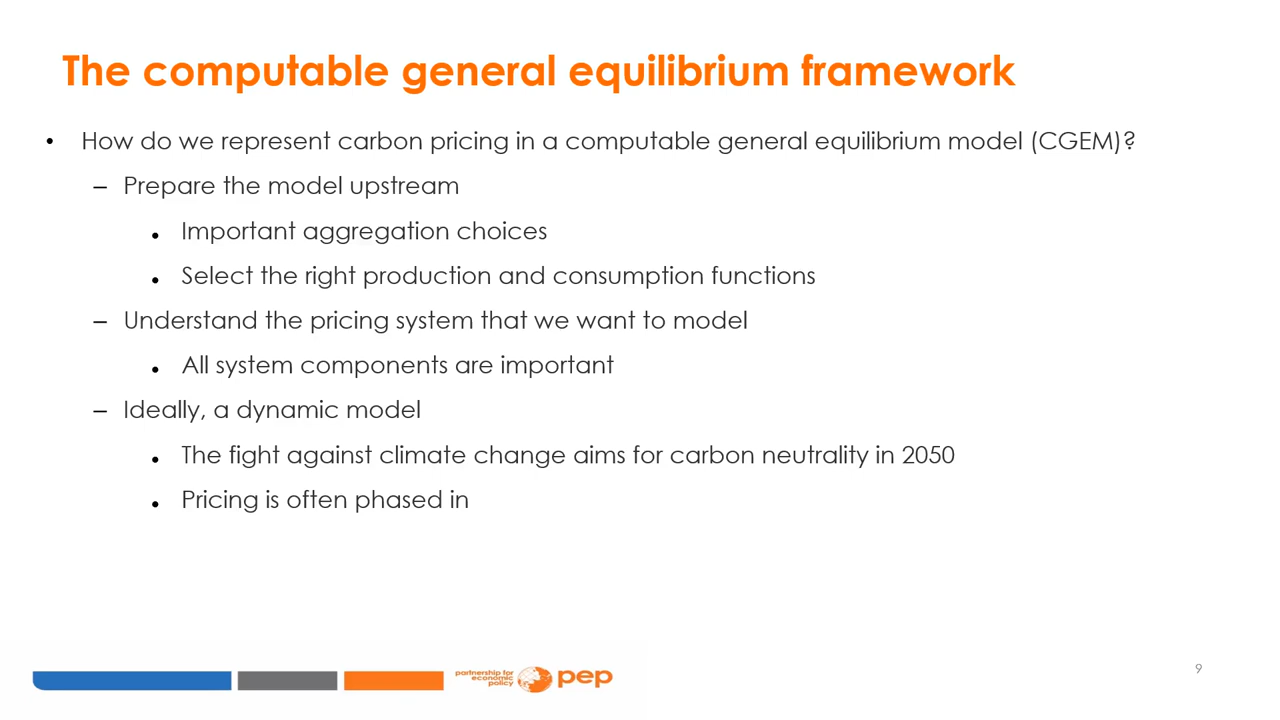 The computable general equilibrium framework
• How do we represent carbon pricing in a computable general equilibrium model (CGEM)?
– Prepare the model upstream
• Important aggregation choices
• Select the right production and consumption functions
– Understand the pricing system that we want to model
• All system components are important
– Ideally, a dynamic model
• The fight against climate change aims for carbon neutrality in 2050
• Pricing is often phased in
partnership for
economic
policy
pep
9